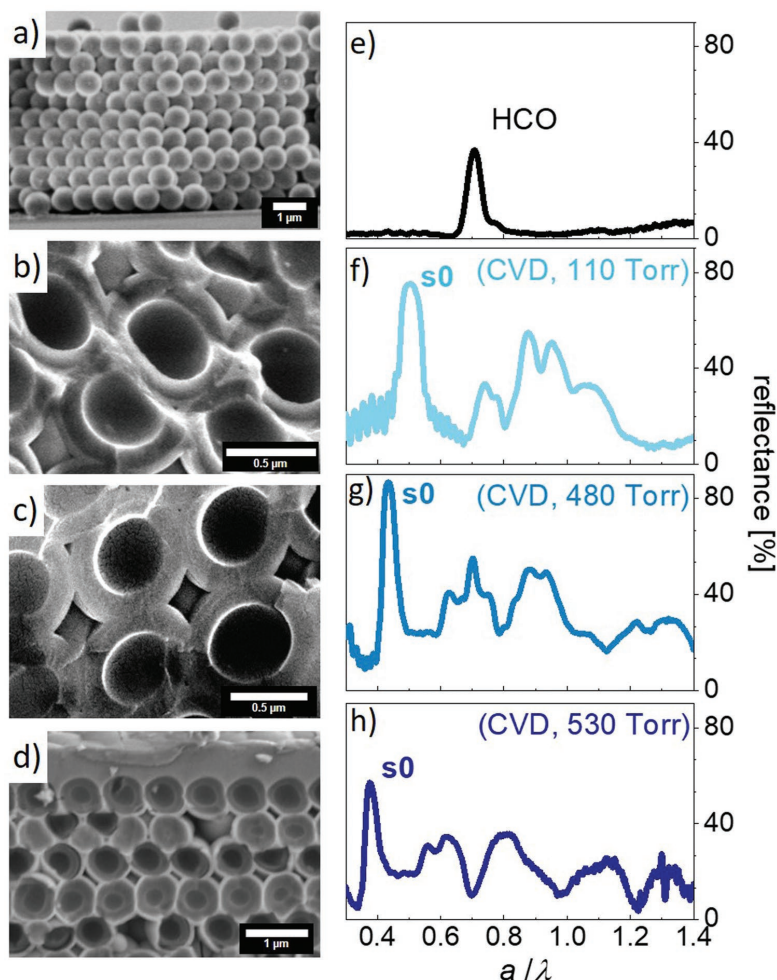 a)
1 µm
b)
0.5 µm
c)
0.5 µm
d)
1 µm
e)
HCO
80
40
0
f)
s0
(CVD, 110 Torr)
80
40
0
g)
s0
(CVD, 480 Torr)
80
40
0
h)
(CVD, 530 Torr)
s0
80
40
0
reflectance [%]
0.4 0.6 0.8 1.0 1.2 1.4
a /λ